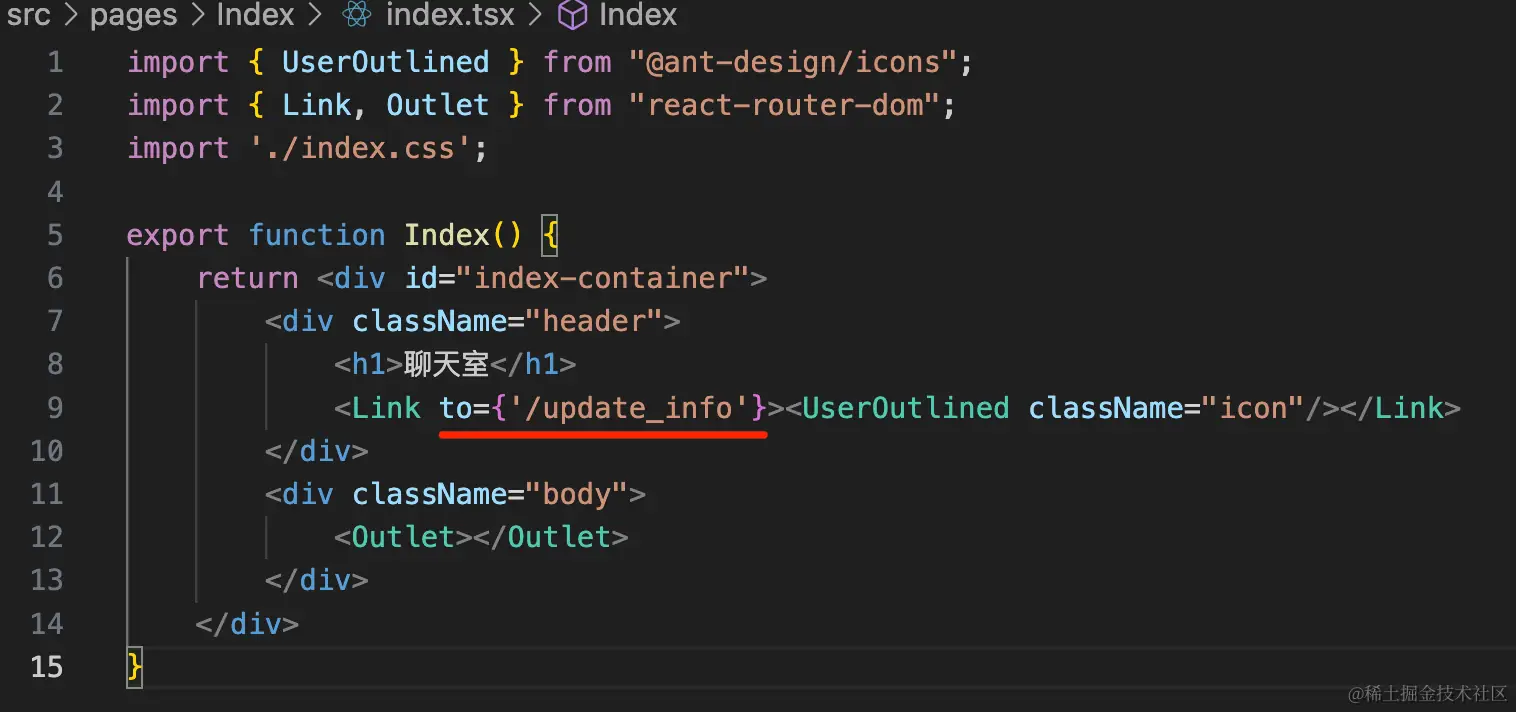 src > pages > Index > index.tsx > Index
1 import { UserOutlined } from "@ant-design/icons";
2 import { Link, Outlet } from "react-router-dom";
3 import './index.css';
4
5 export function Index() {
6     return <div id="index-container">
7         <div className="header">
8             <h1>聊天室</h1>
9             <Link to={'/update_info'}><UserOutlined className="icon"/></Link>
10         </div>
11         <div className="body">
12             <Outlet></Outlet>
13         </div>
14     </div>
15 }
@稀土掘金技术社区